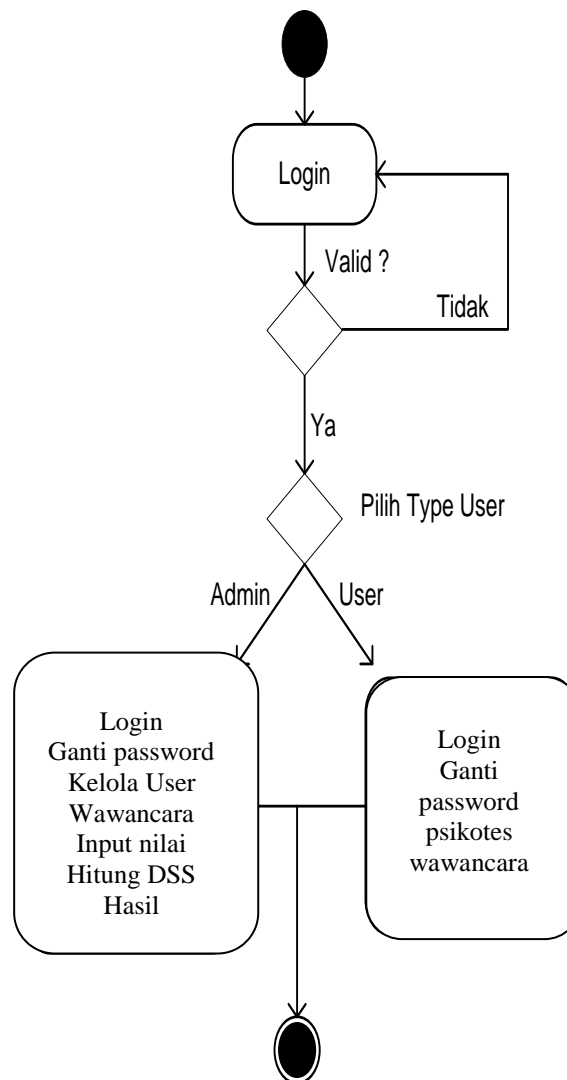 Login
Valid ?
Tidak
Ya
Pilih Type User
Admin
User
Login
Ganti password
Kelola User
Wawancara
Input nilai
Hitung DSS
Hasil
Login
Ganti
password
psikotes
wawancara